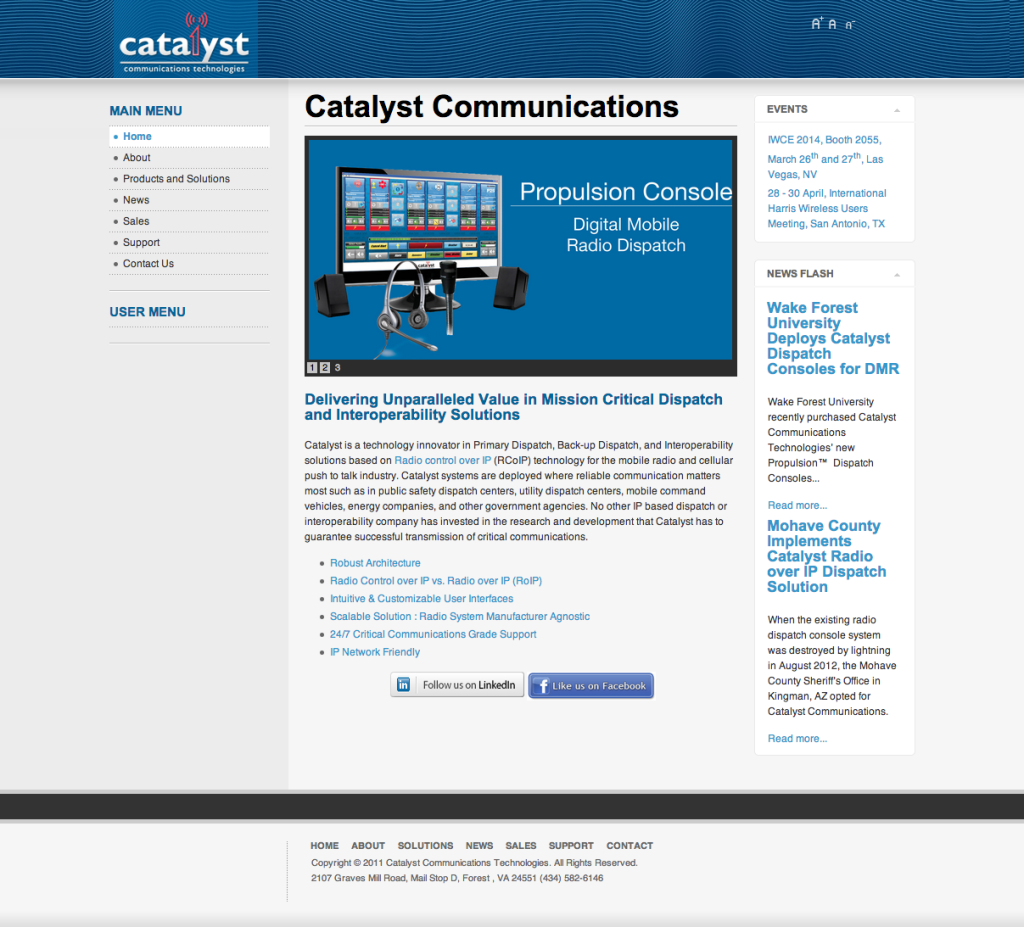 catalyst
communications technologies
A+ A A-
MAIN MENU
Home
About
Products and Solutions
News
Sales
Support
Contact Us
USER MENU
Catalyst Communications
Propulsion Console
Digital Mobile
Radio Dispatch
1 2 3
Delivering Unparalleled Value in Mission Critical Dispatch
and Interoperability Solutions
Catalyst is a technology innovator in Primary Dispatch, Back-up Dispatch, and Interoperability
solutions based on Radio control over IP (RCoIP) technology for the mobile radio and cellular
push to talk industry. Catalyst systems are deployed where reliable communication matters
most such as in public safety dispatch centers, utility dispatch centers, mobile command
vehicles, energy companies, and other government agencies. No other IP based dispatch or
interoperability company has invested in the research and development that Catalyst has to
guarantee successful transmission of critical communications.
Robust Architecture
Radio Control over IP vs. Radio over IP (RoIP)
Intuitive & Customizable User Interfaces
Scalable Solution : Radio System Manufacturer Agnostic
24/7 Critical Communications Grade Support
IP Network Friendly
in Follow us on LinkedIn
f Like us on Facebook
EVENTS
IWCE 2014, Booth 2055,
March 26th and 27th, Las
Vegas, NV
28 - 30 April, International
Harris Wireless Users
Meeting, San Antonio, TX
NEWS FLASH
Wake Forest
University
Deploys Catalyst
Dispatch
Consoles for DMR
Wake Forest University
recently purchased Catalyst
Communications
Technologies' new
Propulsion™ Dispatch
Consoles...
Read more...
Mohave County
Implements
Catalyst Radio
over IP Dispatch
Solution
When the existing radio
dispatch console system
was destroyed by lightning
in August 2012, the Mohave
County Sheriff's Office in
Kingman, AZ opted for
Catalyst Communications.
Read more...
HOME ABOUT SOLUTIONS NEWS SALES SUPPORT CONTACT
Copyright © 2011 Catalyst Communications Technologies. All Rights Reserved.
2107 Graves Mill Road, Mail Stop D, Forest , VA 24551 (434) 582-6146